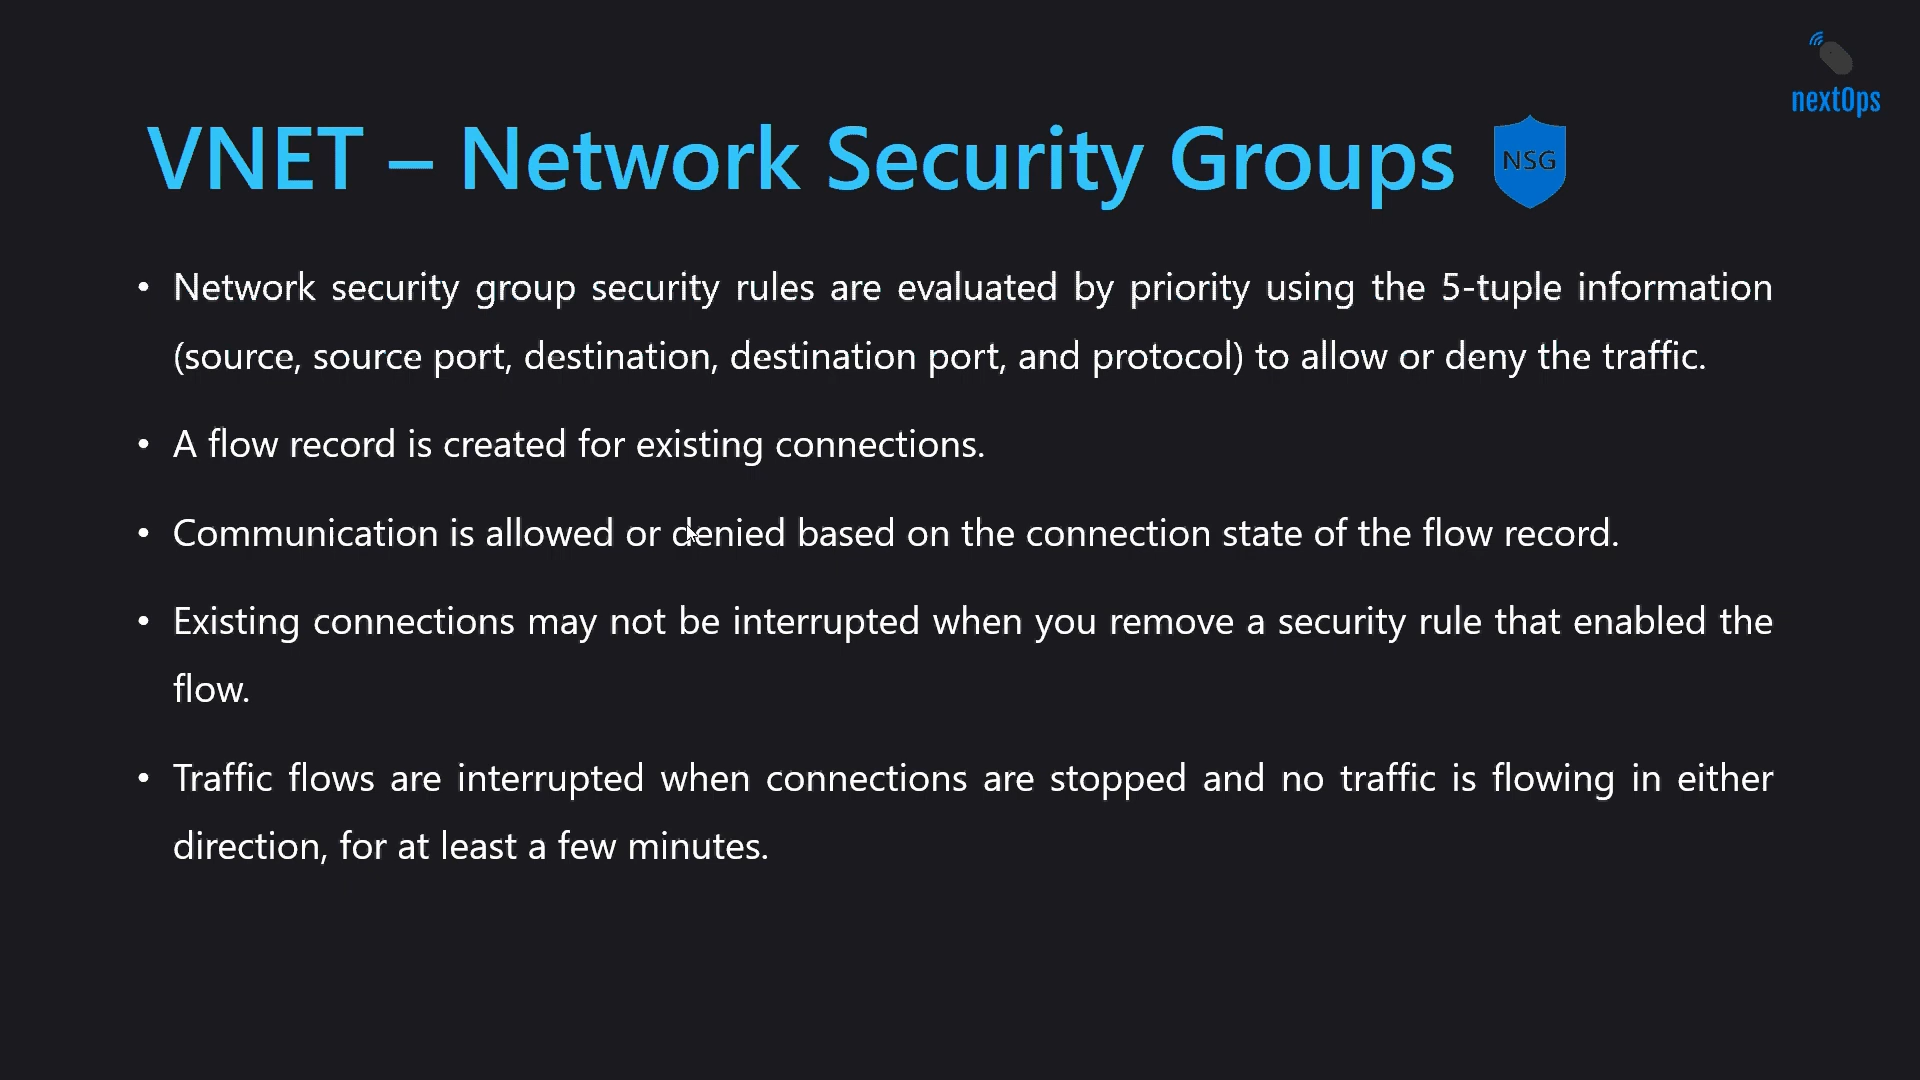 nextOps
VNET – Network Security Groups
NSG
• Network security group security rules are evaluated by priority using the 5-tuple information
(source, source port, destination, destination port, and protocol) to allow or deny the traffic.
• A flow record is created for existing connections.
• Communication is allowed or denied based on the connection state of the flow record.
• Existing connections may not be interrupted when you remove a security rule that enabled the
flow.
• Traffic flows are interrupted when connections are stopped and no traffic is flowing in either
direction, for at least a few minutes.